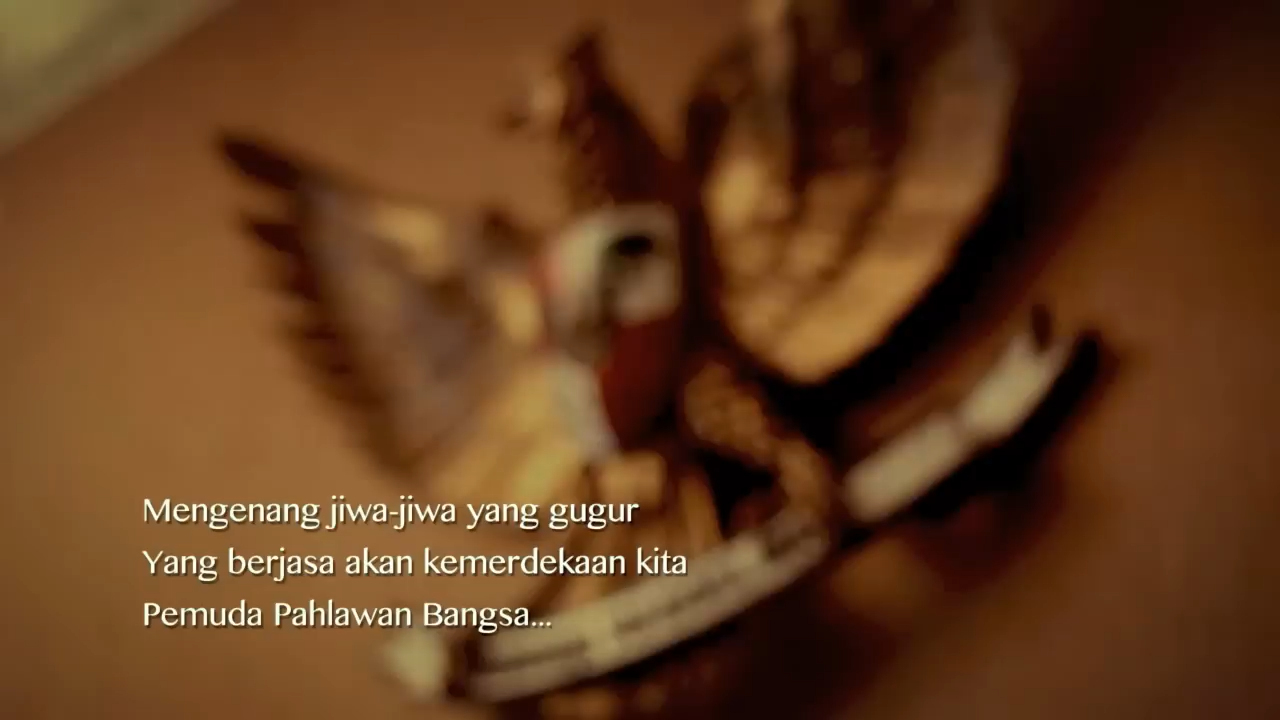 Mengenang jiwa-jiwa yang gugur
Yang berjasa akan kemerdekaan kita
Pemuda Pahlawan Bangsa...